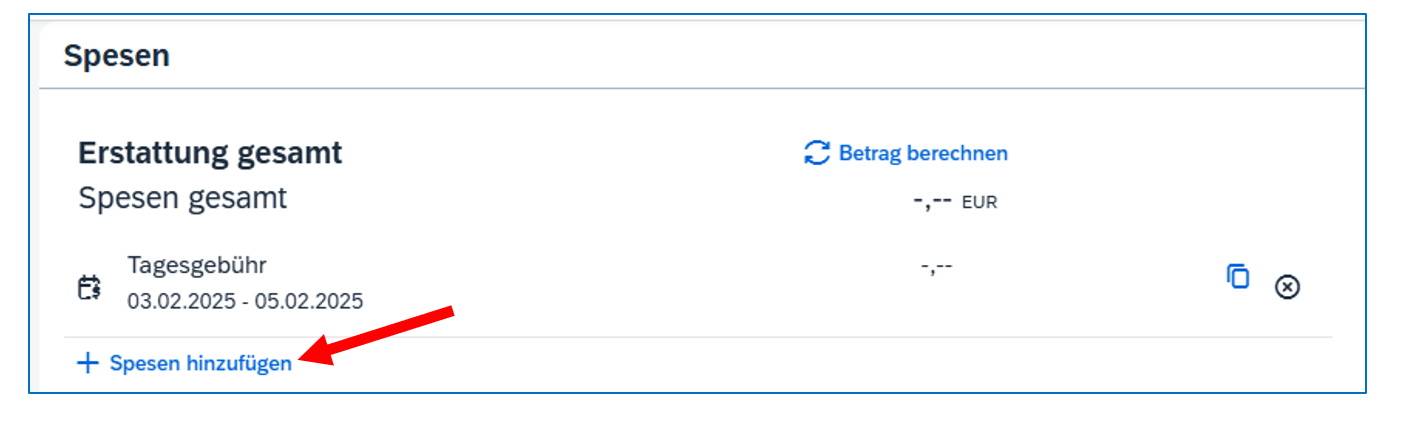 Spesen
Erstattung gesamt
Betrag berechnen
Spesen gesamt
-,-- EUR
Tagesgebühr
-,--
03.02.2025 - 05.02.2025
+ Spesen hinzufügen